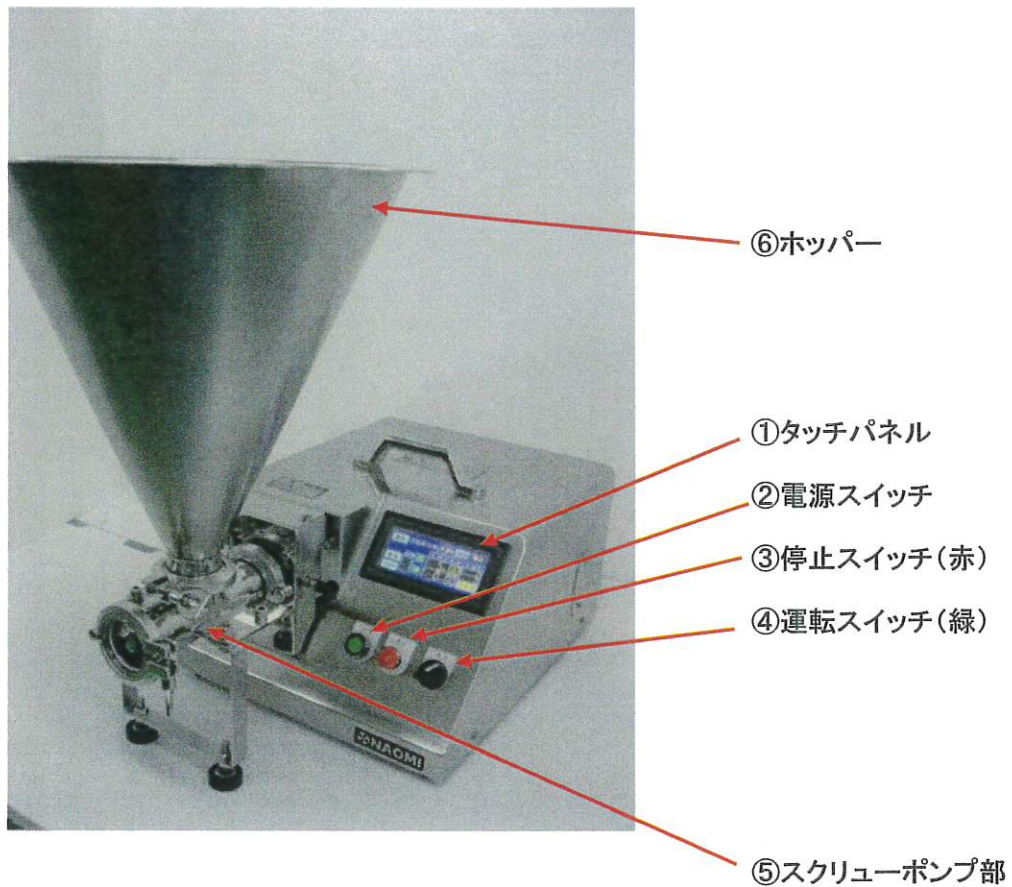 ⑥ホッパー
①タッチパネル
②電源スイッチ
③停止スイッチ(赤)
④運転スイッチ(緑)
NAOMI
⑤スクリューポンプ部